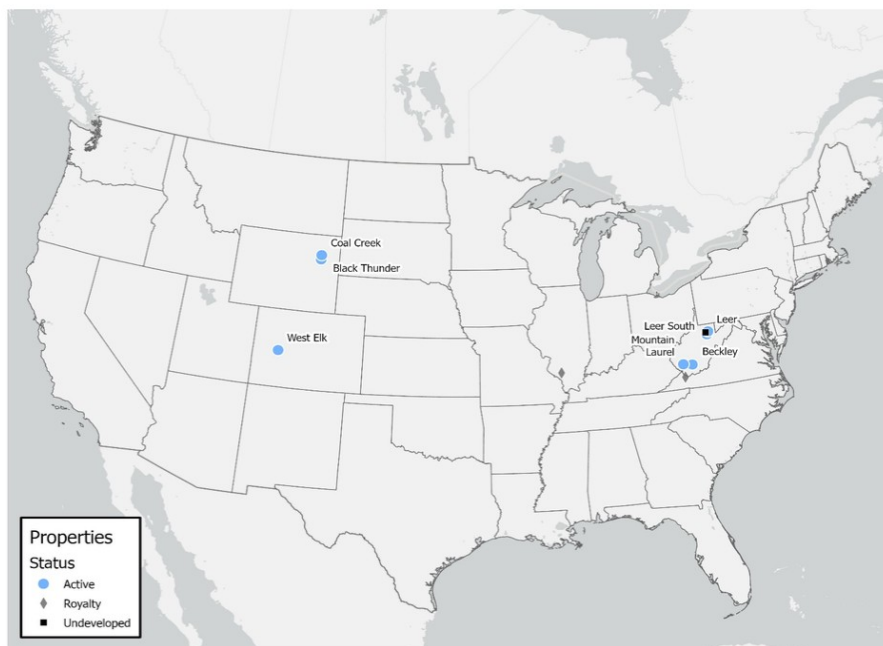 Coal Creek
Black Thunder
West Elk
Leer South
Leer
Mountain
Laurel
Beckley
Properties
Status
Active
Royalty
Undeveloped